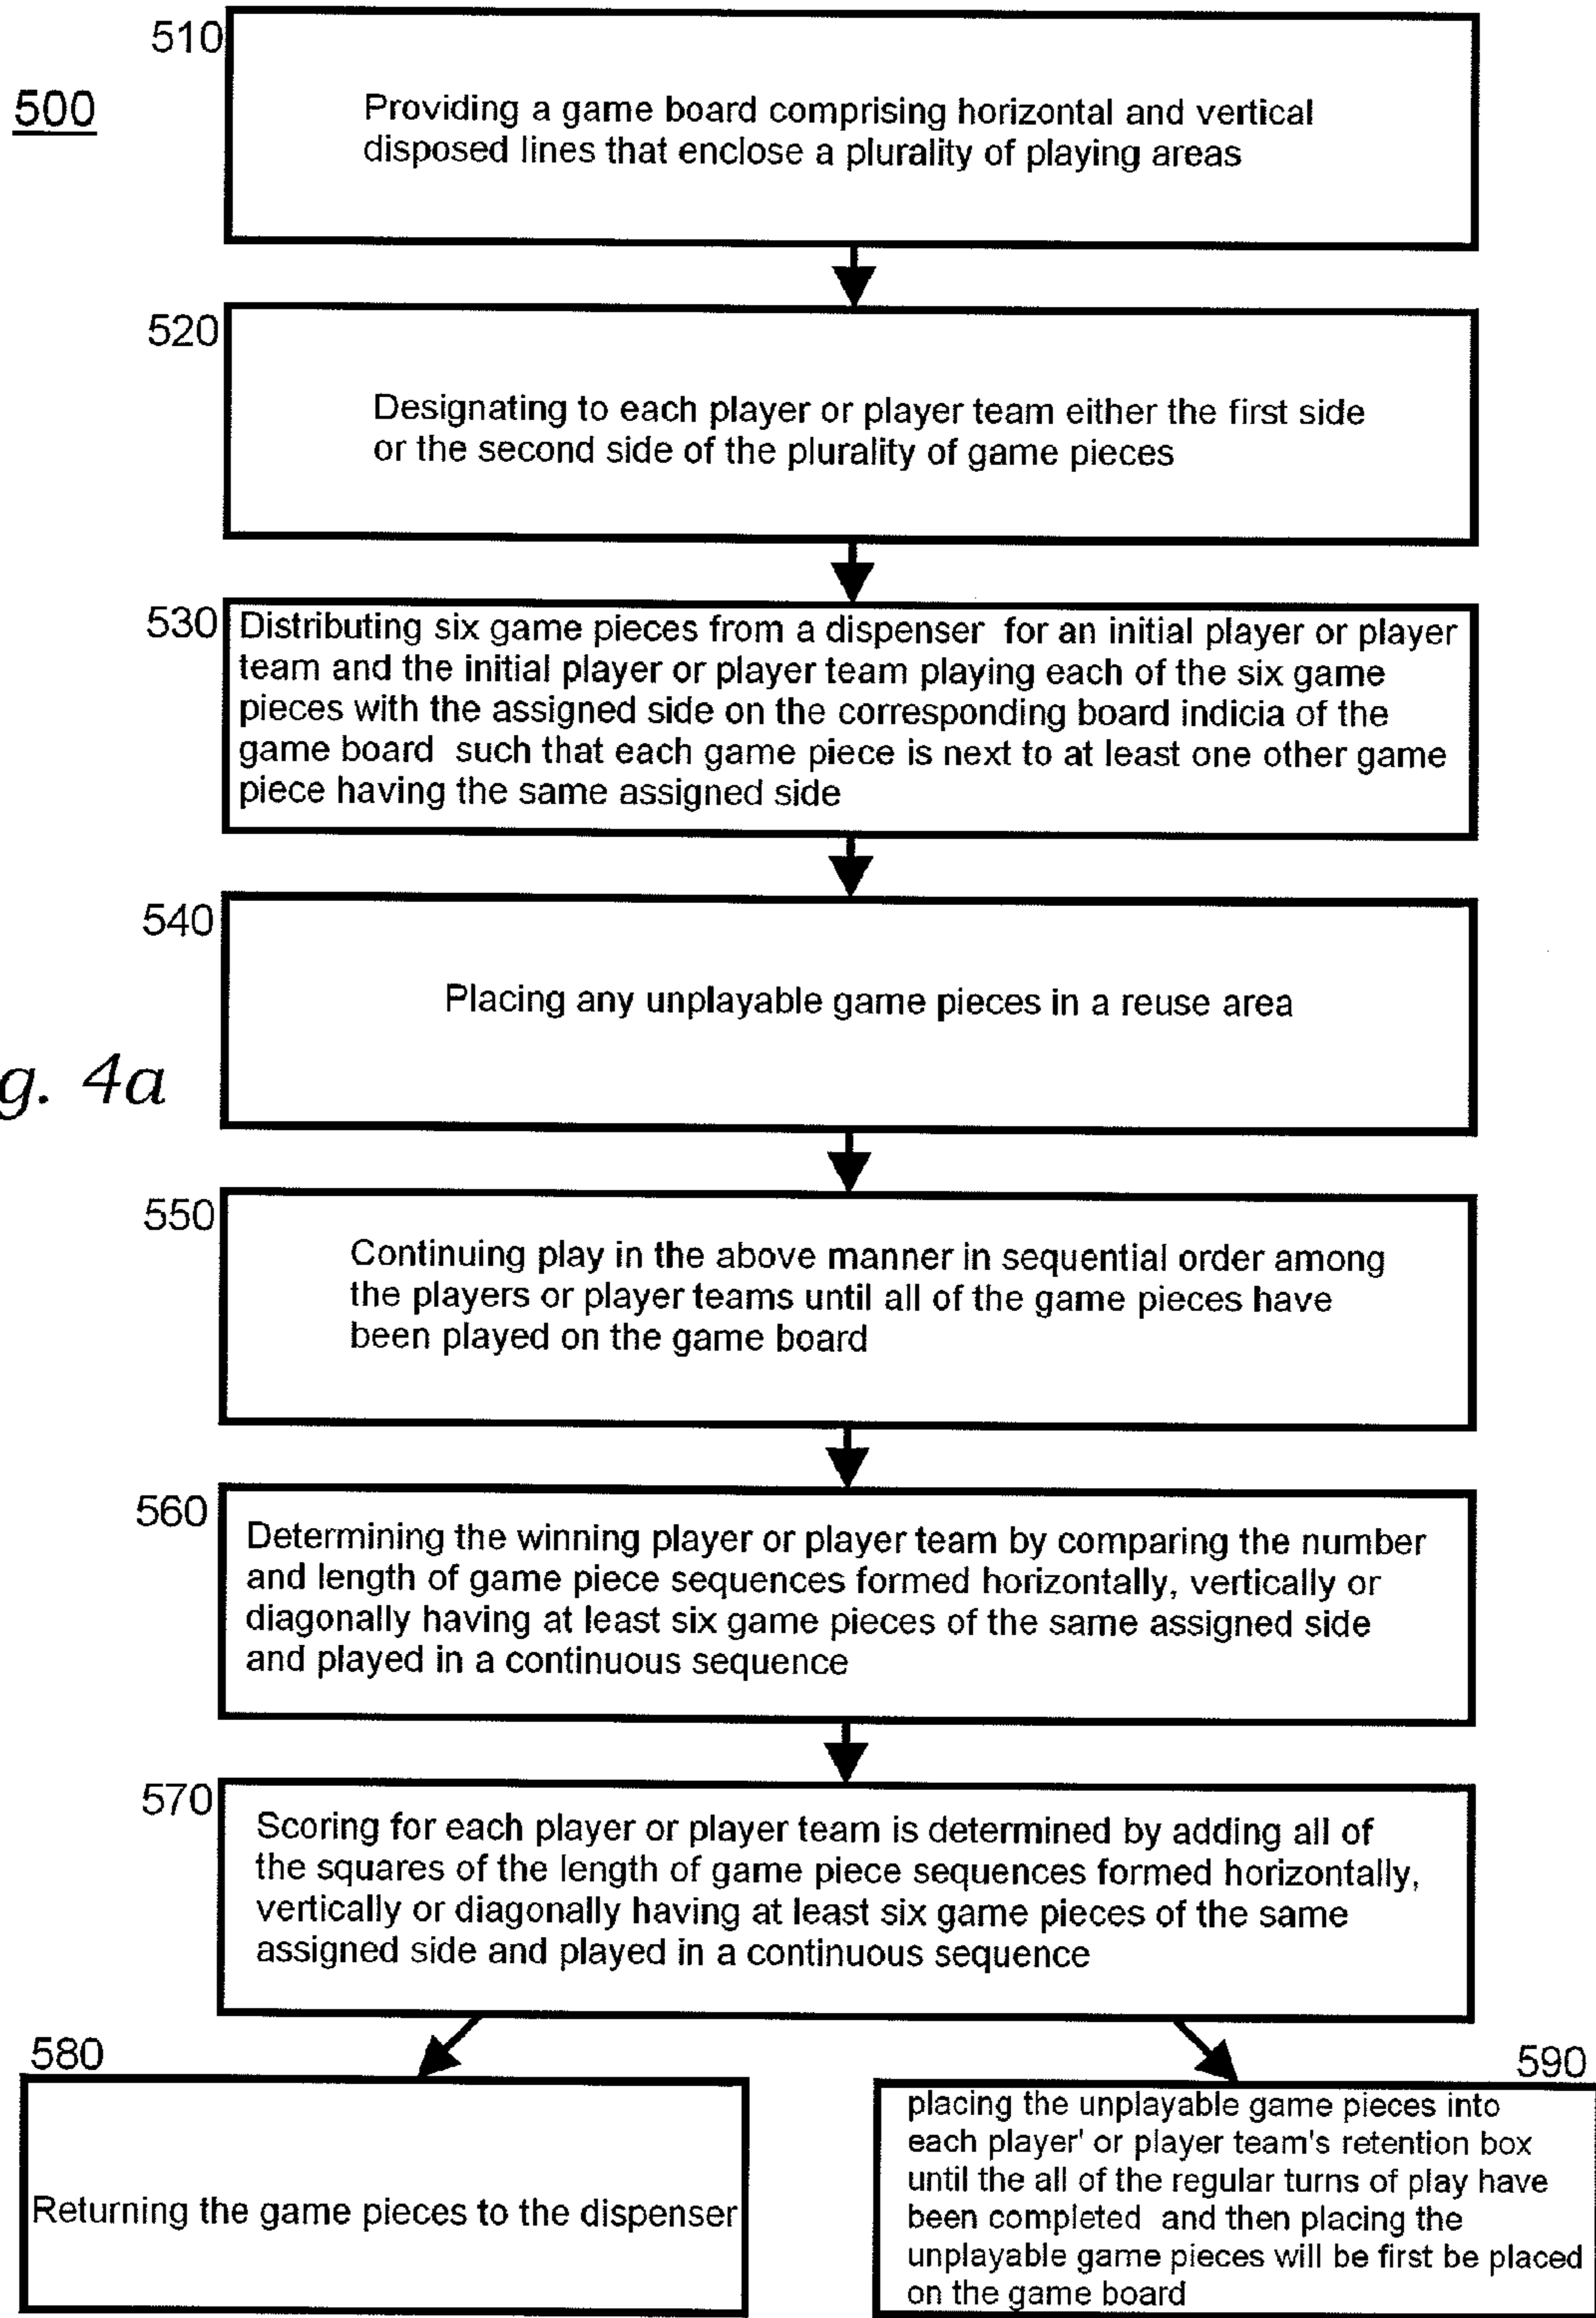 510
500
Providing a game board comprising horizontal and vertical
disposed lines that enclose a plurality of playing areas
520
Designating to each player or player team either the first side
or the second side of the plurality of game pieces
530
Distributing six game pieces from a dispenser for an initial player or player
team and the initial player or player team playing each of the six game
pieces with the assigned side on the corresponding board indicia of the
game board such that each game piece is next to at least one other game
piece having the same assigned side
540
Placing any unplayable game pieces in a reuse area
g. 4a
550
Continuing play in the above manner in sequential order among
the players or player teams until all of the game pieces have
been played on the game board
560
Determining the winning player or player team by comparing the number
and length of game piece sequences formed horizontally, vertically or
diagonally having at least six game pieces of the same assigned side
and played in a continuous sequence
570
Scoring for each player or player team is determined by adding all of
the squares of the length of game piece sequences formed horizontally,
vertically or diagonally having at least six game pieces of the same
assigned side and played in a continuous sequence
580
Returning the game pieces to the dispenser
590
placing the unplayable game pieces into
each player' or player team's retention box
until the all of the regular turns of play have
been completed and then placing the
unplayable game pieces will be first be placed
on the game board